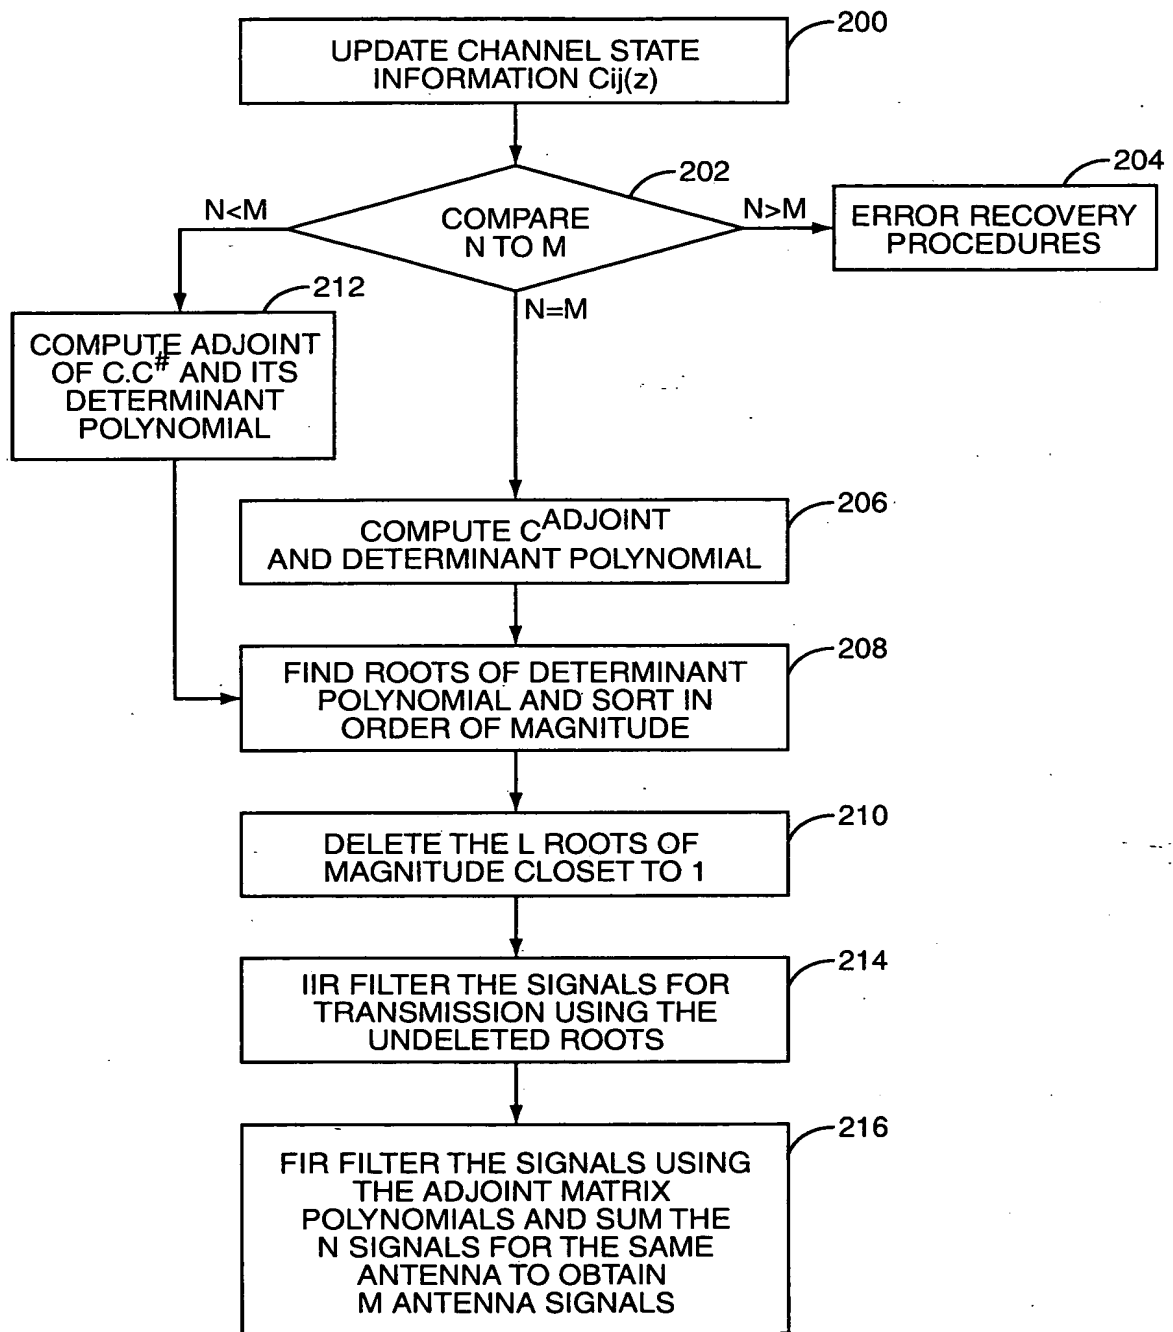 200
UPDATE CHANNEL STATE
INFORMATION Cij(z)
202
204
N<M
COMPARE
N TO M
N>M
ERROR RECOVERY
PROCEDURES
212
N=M
COMPUTE ADJOINT
OF C.C# AND ITS
DETERMINANT
POLYNOMIAL
206
COMPUTE CADJOINT
AND DETERMINANT POLYNOMIAL
208
FIND ROOTS OF DETERMINANT
POLYNOMIAL AND SORT IN
ORDER OF MAGNITUDE
210
DELETE THE L ROOTS OF
MAGNITUDE CLOSET TO 1
214
IIR FILTER THE SIGNALS FOR
TRANSMISSION USING THE
UNDELETED ROOTS
216
FIR FILTER THE SIGNALS USING
THE ADJOINT MATRIX
POLYNOMIALS AND SUM THE
N SIGNALS FOR THE SAME
ANTENNA TO OBTAIN
M ANTENNA SIGNALS